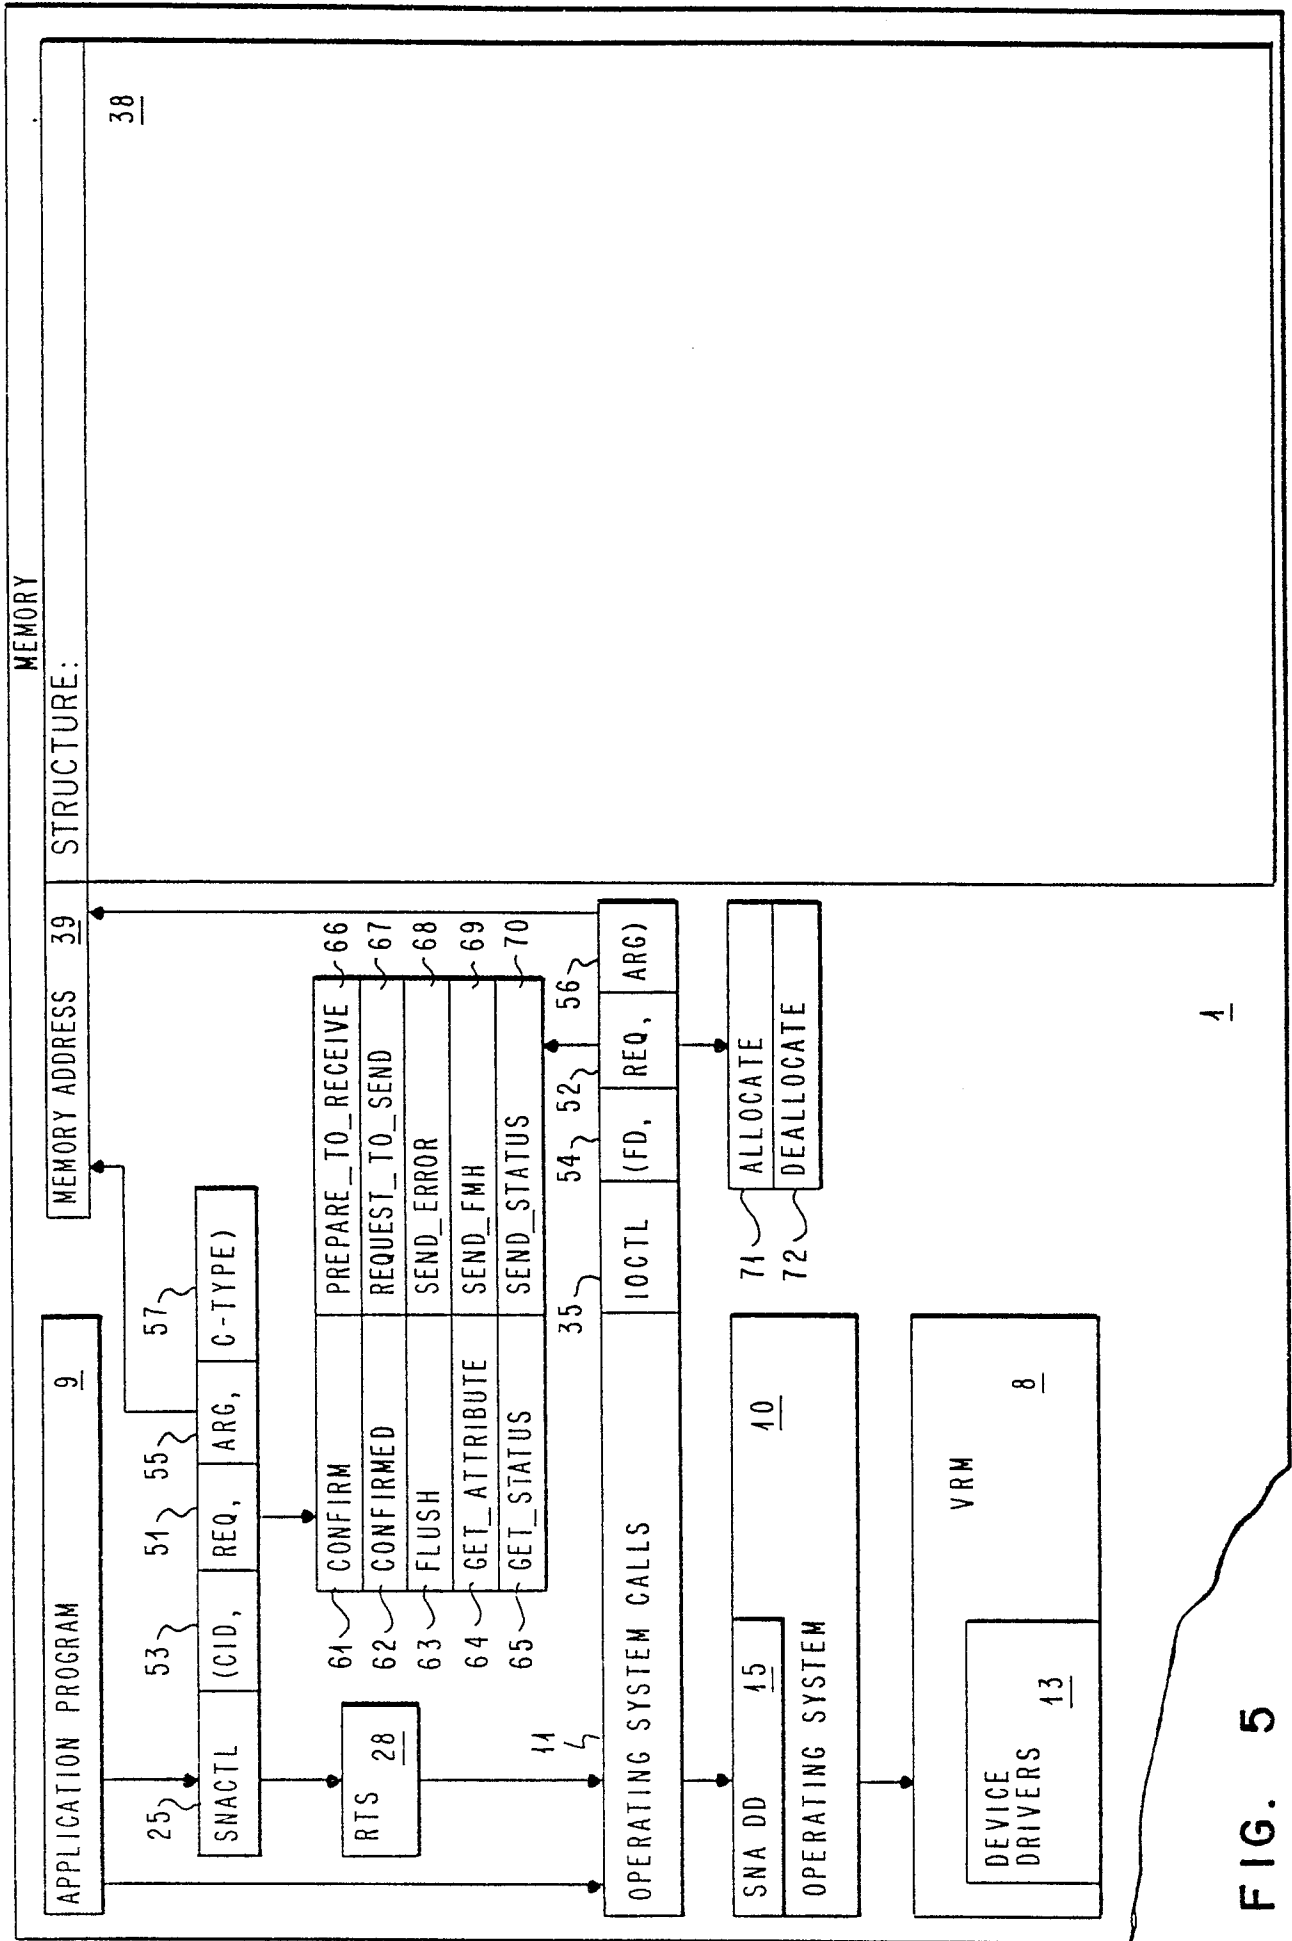 MEMORY
APPLICATION PROGRAM 9
MEMORY ADDRESS 39
STRUCTURE:
38
25 53 51 55 57
SNACTL (CID, REQ, ARG, C-TYPE)
RTS 28
61 CONFIRM PREPARE_TO_RECEIVE 66
62 CONFIRMED REQUEST_TO_SEND 67
63 FLUSH SEND_ERROR 68
64 GET_ATTRIBUTE SEND_FMH 69
65 GET_STATUS SEND_STATUS 70
11 35 54 52 56
OPERATING SYSTEM CALLS IOCTL (FD, REQ, ARG)
SNA DD 15
OPERATING SYSTEM
10
71 ALLOCATE
72 DEALLOCATE
VRM
8
DEVICE
DRIVERS
13
1
FIG. 5